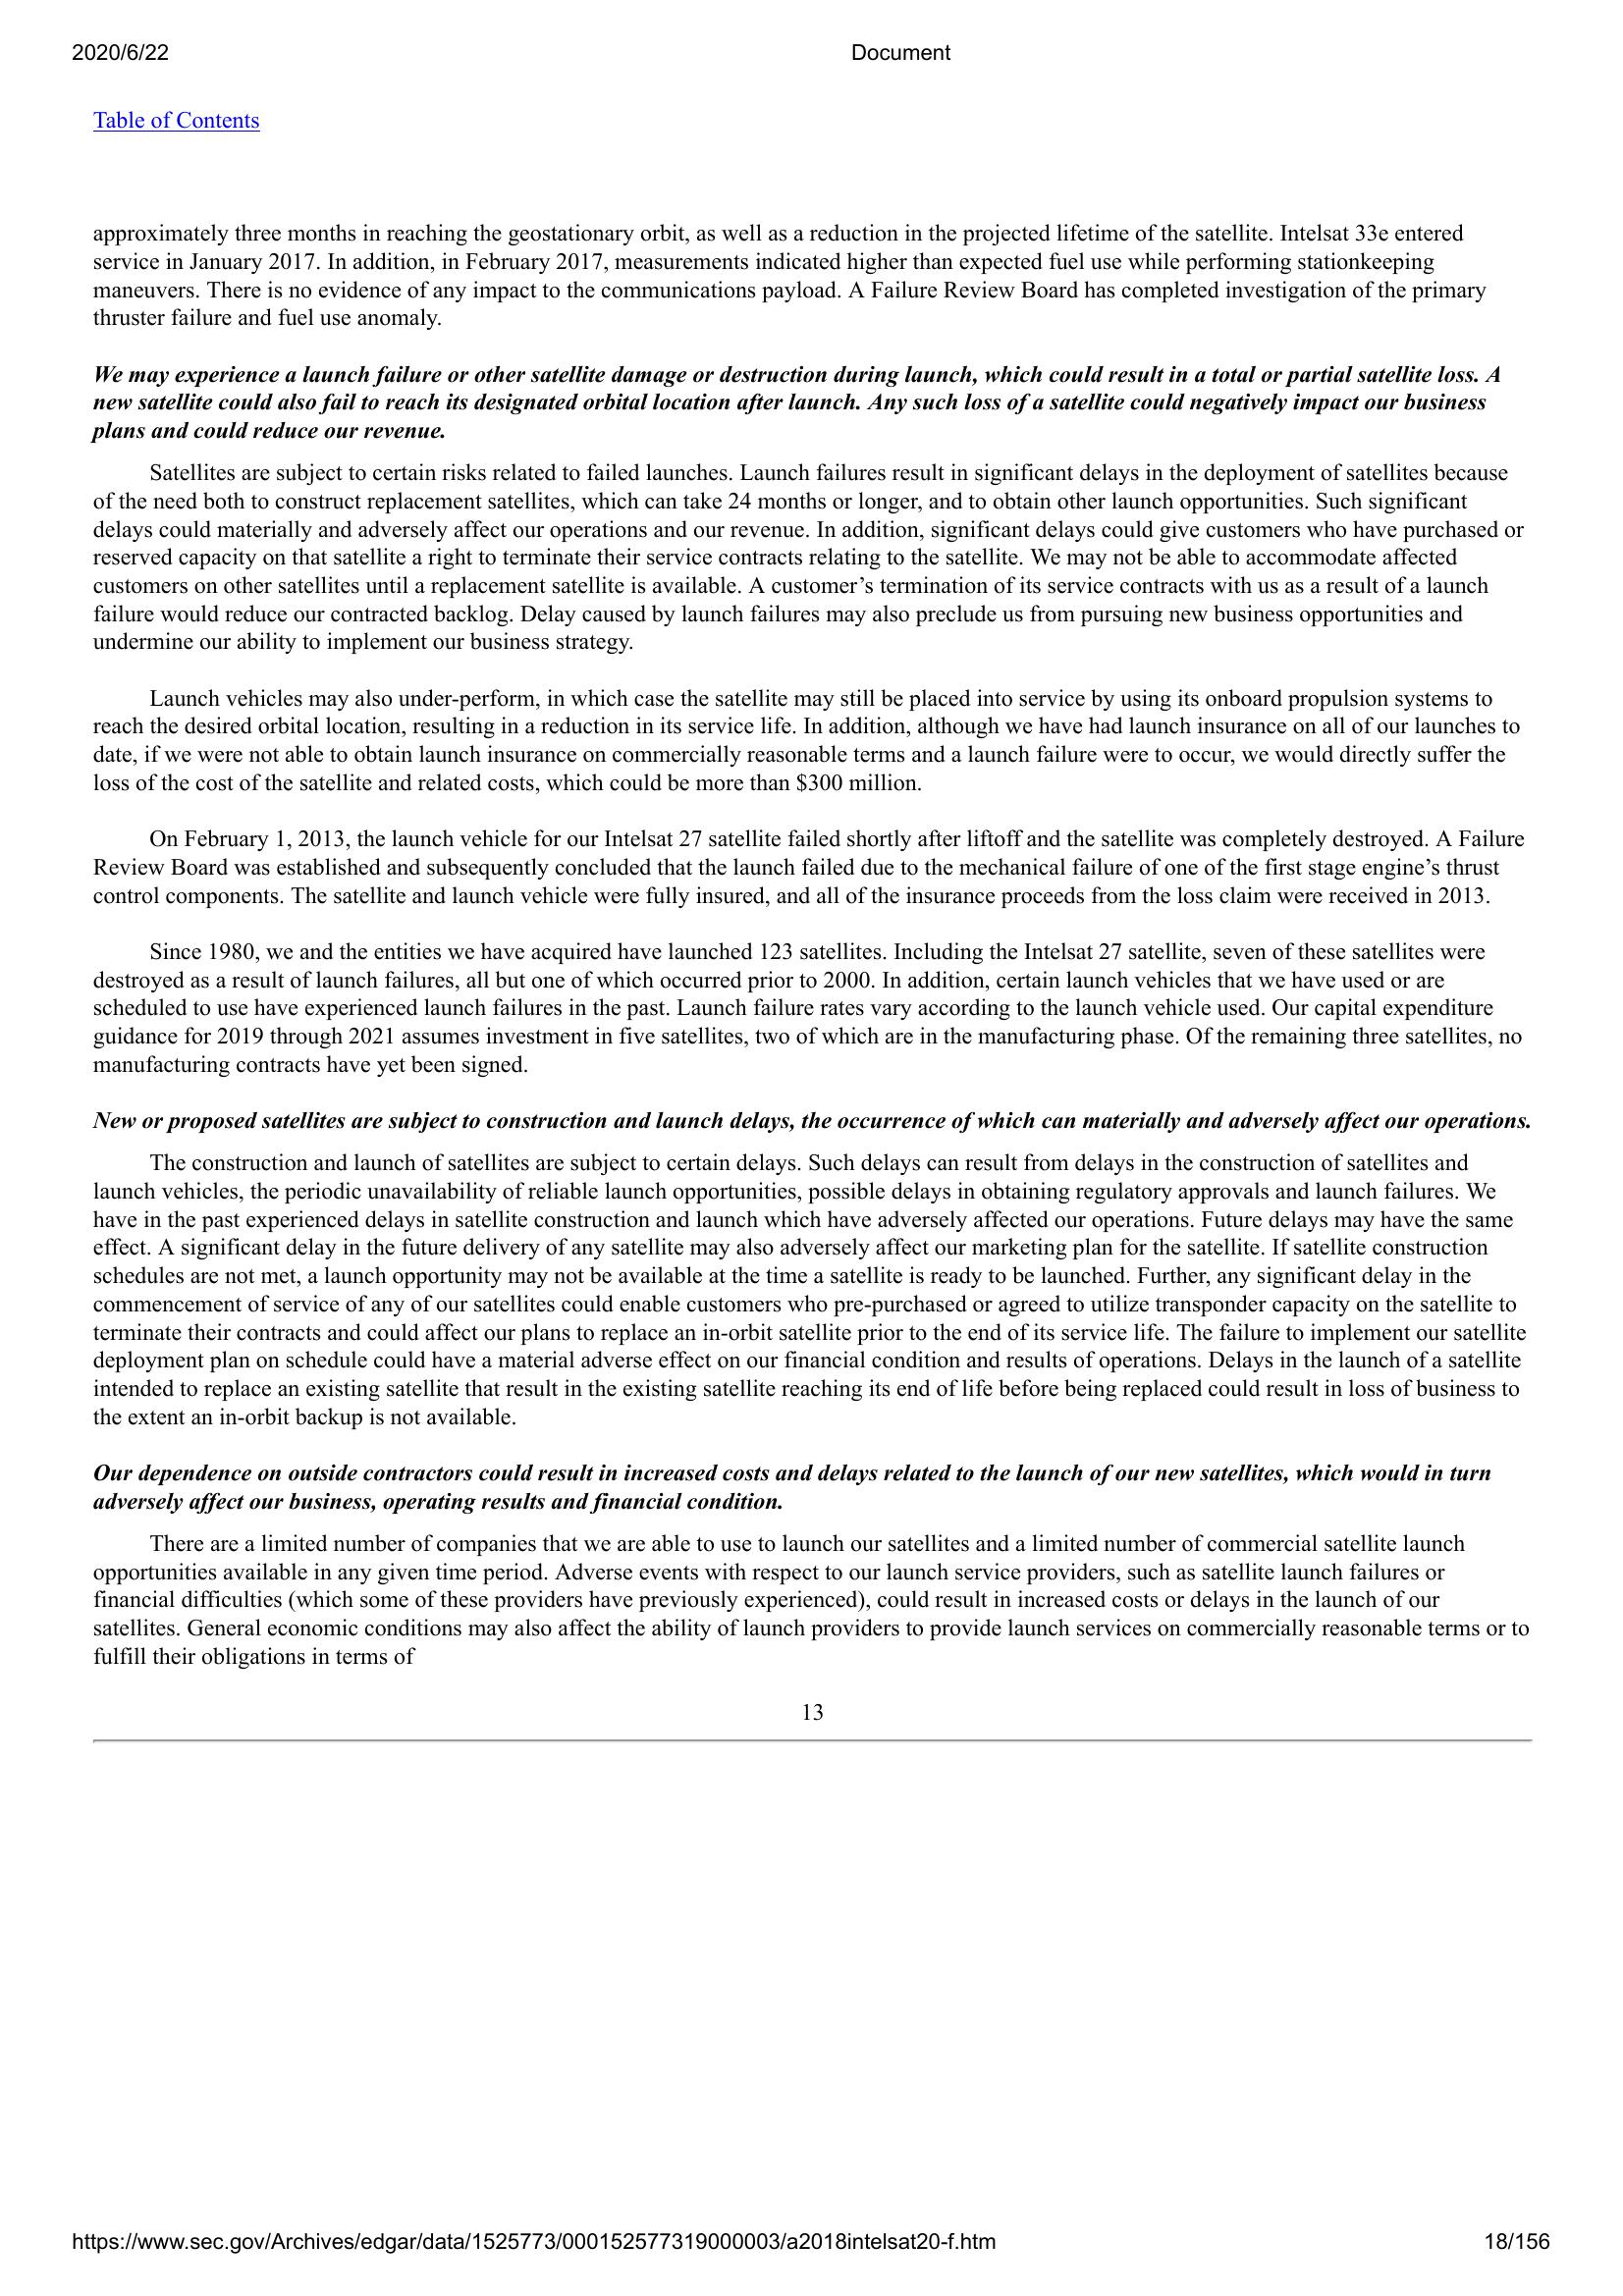 2020/6/22 Document
Table of Contents
approximately three months in reaching the geostationary orbit, as well as a reduction in the projected lifetime of the satellite. Intelsat 33e entered
service in January 2017. In addition, in February 2017, measurements indicated higher than expected fuel use while performing stationkeeping
maneuvers. There is no evidence of any impact to the communications payload. A Failure Review Board has completed investigation of the primary
thruster failure and fuel use anomaly.
We may experience a launch failure or other satellite damage or destruction during launch, which could result in a total or partial satellite loss. A
new satellite could also fail to reach its designated orbital location after launch. Any such loss of a satellite could negatively impact our business
plans and could reduce our revenue.
Satellites are subject to certain risks related to failed launches. Launch failures result in significant delays in the deployment of satellites because
of the need both to construct replacement satellites, which can take 24 months or longer, and to obtain other launch opportunities. Such significant
delays could materially and adversely affect our operations and our revenue. In addition, significant delays could give customers who have purchased or
reserved capacity on that satellite a right to terminate their service contracts relating to the satellite. We may not be able to accommodate affected
customers on other satellites until a replacement satellite is available. A customer’s termination of its service contracts with us as a result of a launch
failure would reduce our contracted backlog. Delay caused by launch failures may also preclude us from pursuing new business opportunities and
undermine our ability to implement our business strategy.
Launch vehicles may also under-perform, in which case the satellite may still be placed into service by using its onboard propulsion systems to
reach the desired orbital location, resulting in a reduction in its service life. In addition, although we have had launch insurance on all of our launches to
date, if we were not able to obtain launch insurance on commercially reasonable terms and a launch failure were to occur, we would directly suffer the
loss of the cost of the satellite and related costs, which could be more than $300 million.
On February 1, 2013, the launch vehicle for our Intelsat 27 satellite failed shortly after liftoff and the satellite was completely destroyed. A Failure
Review Board was established and subsequently concluded that the launch failed due to the mechanical failure of one of the first stage engine’s thrust
control components. The satellite and launch vehicle were fully insured, and all of the insurance proceeds from the loss claim were received in 2013.
Since 1980, we and the entities we have acquired have launched 123 satellites. Including the Intelsat 27 satellite, seven of these satellites were
destroyed as a result of launch failures, all but one of which occurred prior to 2000. In addition, certain launch vehicles that we have used or are
scheduled to use have experienced launch failures in the past. Launch failure rates vary according to the launch vehicle used. Our capital expenditure
guidance for 2019 through 2021 assumes investment in five satellites, two of which are in the manufacturing phase. Of the remaining three satellites, no
manufacturing contracts have yet been signed.
New or proposed satellites are subject to construction and launch delays, the occurrence of which can materially and adversely affect our operations.
The construction and launch of satellites are subject to certain delays. Such delays can result from delays in the construction of satellites and
launch vehicles, the periodic unavailability of reliable launch opportunities, possible delays in obtaining regulatory approvals and launch failures. We
have in the past experienced delays in satellite construction and launch which have adversely affected our operations. Future delays may have the same
effect. A significant delay in the future delivery of any satellite may also adversely affect our marketing plan for the satellite. If satellite construction
schedules are not met, a launch opportunity may not be available at the time a satellite is ready to be launched. Further, any significant delay in the
commencement of service of any of our satellites could enable customers who pre-purchased or agreed to utilize transponder capacity on the satellite to
terminate their contracts and could affect our plans to replace an in-orbit satellite prior to the end of its service life. The failure to implement our satellite
deployment plan on schedule could have a material adverse effect on our financial condition and results of operations. Delays in the launch of a satellite
intended to replace an existing satellite that result in the existing satellite reaching its end of life before being replaced could result in loss of business to
the extent an in-orbit backup is not available.
Our dependence on outside contractors could result in increased costs and delays related to the launch of our new satellites, which would in turn
adversely affect our business, operating results and financial condition.
There are a limited number of companies that we are able to use to launch our satellites and a limited number of commercial satellite launch
opportunities available in any given time period. Adverse events with respect to our launch service providers, such as satellite launch failures or
financial difficulties (which some of these providers have previously experienced), could result in increased costs or delays in the launch of our
satellites. General economic conditions may also affect the ability of launch providers to provide launch services on commercially reasonable terms or to
fulfill their obligations in terms of
13
https://www.sec.gov/Archives/edgar/data/1525773/000152577319000003/a2018intelsat20-f.htm 18/156